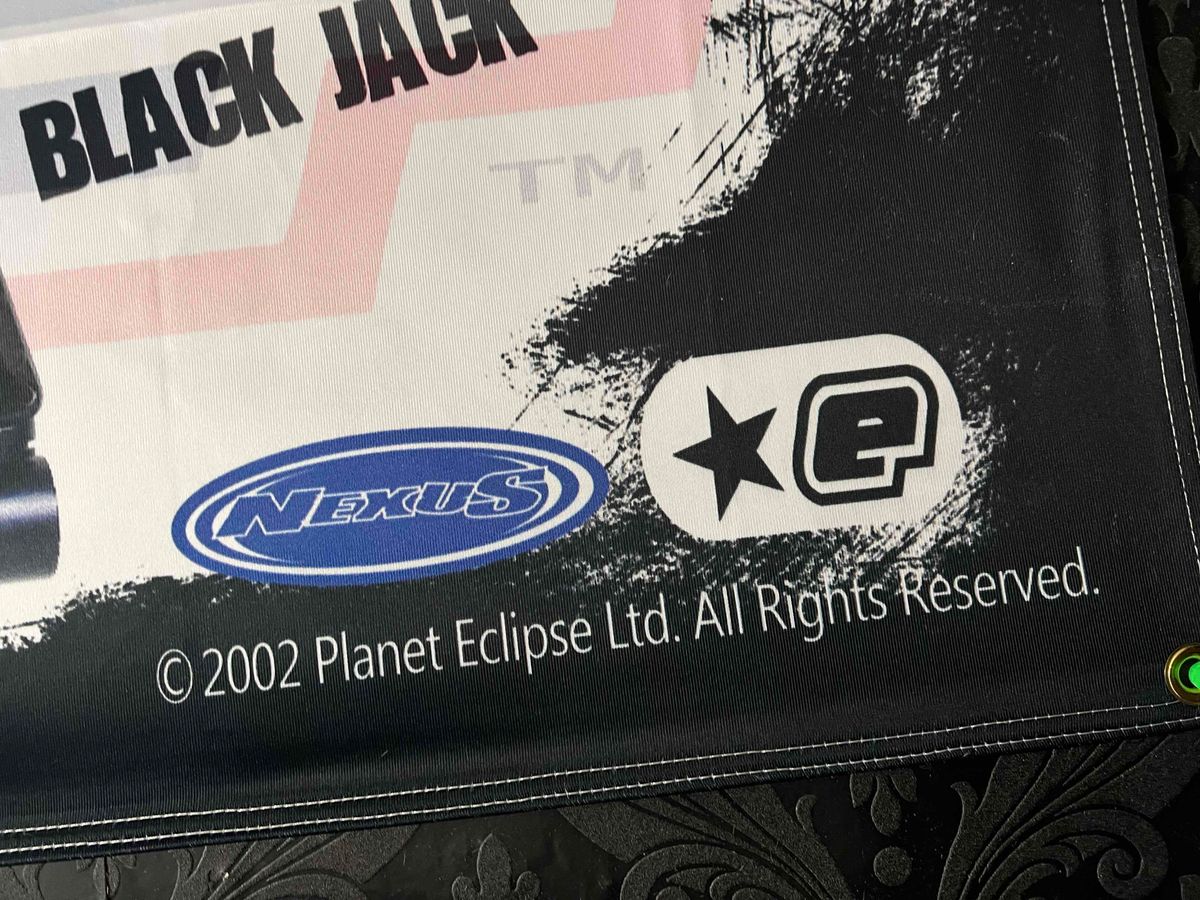 BLACK JACK
TM
NEXUS
e
© 2002 Planet Eclipse Ltd. All Rights Reserved.